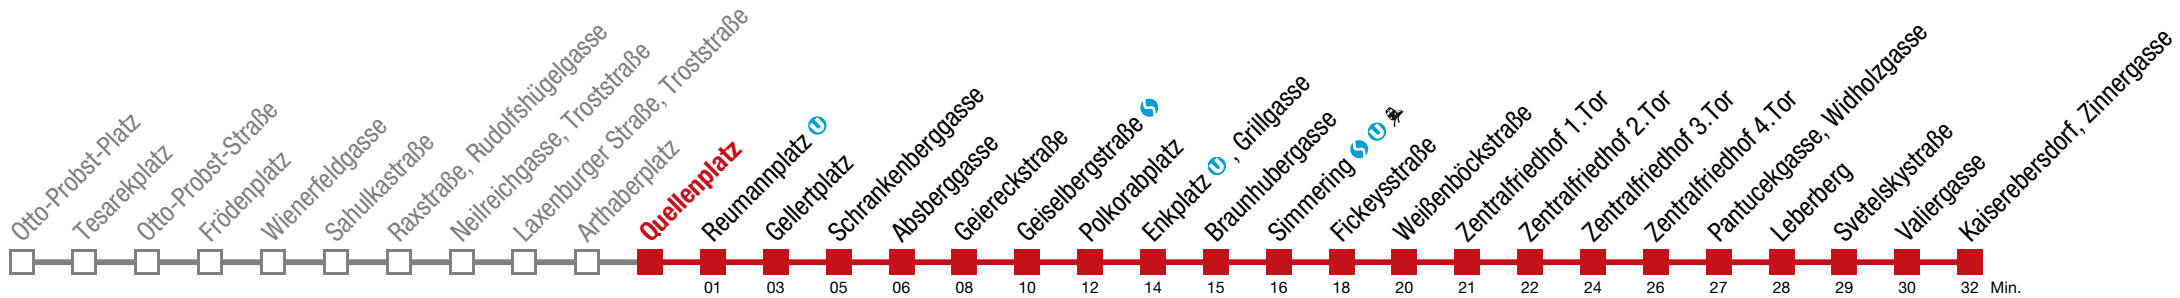 Otto-Probst-Platz
Tesarekplatz
Otto-Probst-Straße
Frödenplatz
Wienerfeldgasse
Sahulkastraße
Raxstraße, Rudolfshügelgasse
Neilreichgasse, Troststraße
Laxenburger Straße, Troststraße
Arthaberplatz
Quellenplatz
Reumannplatz U
Gellertplatz
Schrankenberggasse
Absberggasse
Geiereckstraße
Geiselbergstraße S
Polkorabplatz
Enkplatz U , Grillgasse
Braunhubergasse
Simmering S U
Fickeysstraße
Weißenböckstraße
Zentralfriedhof 1.Tor
Zentralfriedhof 2.Tor
Zentralfriedhof 3.Tor
Zentralfriedhof 4.Tor
Pantucekgasse, Widholzgasse
Leberberg
Svetelskystraße
Valiergasse
Kaiserebersdorf, Zinnergasse
01 03 05 06 08 10 12 14 15 16 18 20 21 22 24 26 27 28 29 30 32 Min.